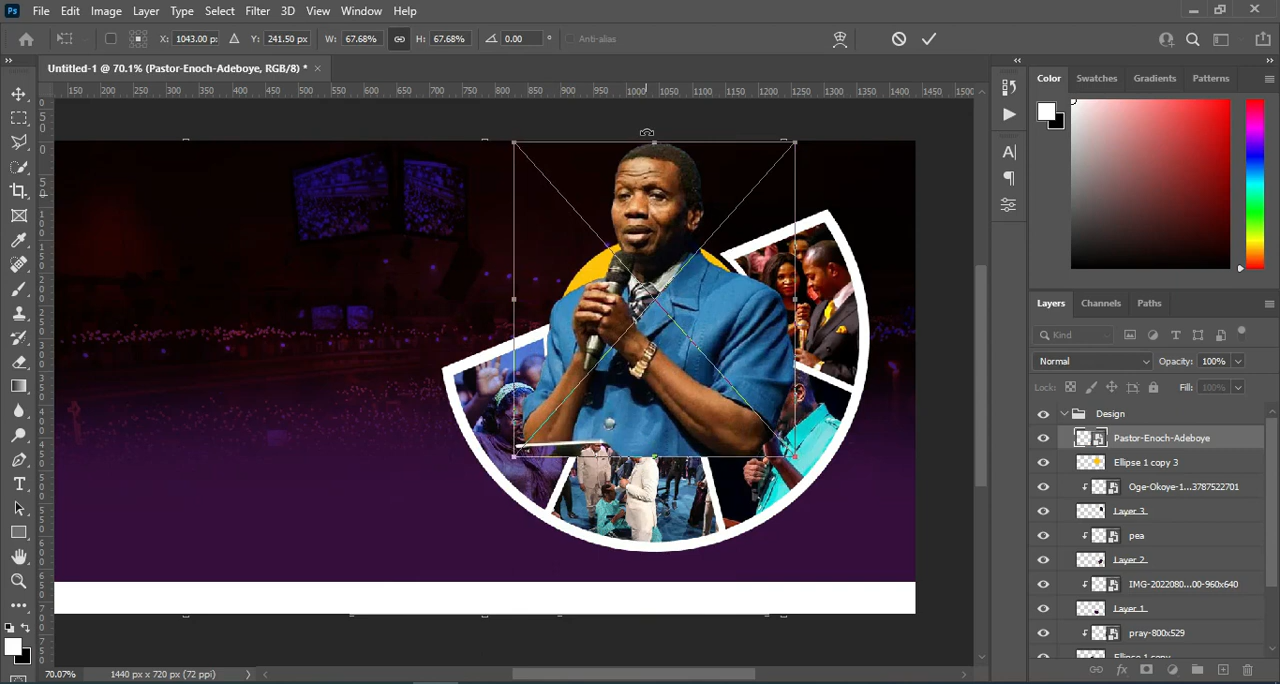 Ps File Edit Image Layer Type Select Filter 3D View Window Help
X: 1043.00 p: Y: 241.50 px W: 67.68% H: 67.68% 0.00 ° Anti-alias
Untitled-1 @ 70.1% (Pastor-Enoch-Adeboye, RGB/8) * ×
150 200 250 300 350 400 450 500 550 600 650 700 750 800 850 900 950 1000 1050 1100 1150 1200 1250 1300 1350 1400 1450 1500
Color Swatches Gradients Patterns
Layers Channels Paths
Kind
Normal Opacity: 100%
Lock: Fill: 100%
Design
Pastor-Enoch-Adeboye
Ellipse 1 copy 3
Oge-Okoye-1...3787522701
Layer 3
pea
Layer 2
IMG-2022080...00-960x640
Layer 1
pray-800x529
Ellipse 1 copy
70.07% 1440 px x 720 px (72 ppi)